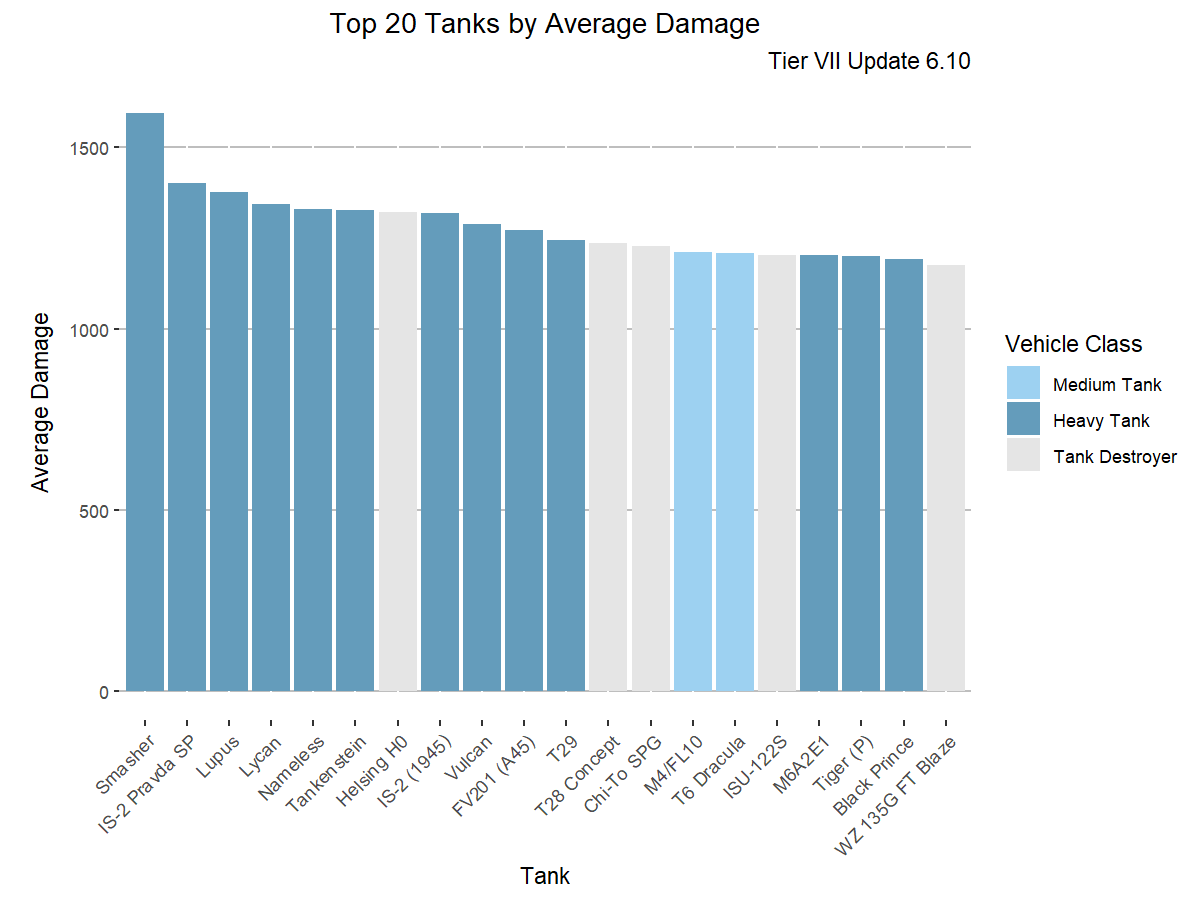 Top 20 Tanks by Average Damage
Tier VII Update 6.10
Average Damage
1500
1000
500
0
Smasher
IS-2 Pravda SP
Lupus
Lycan
Nameless
Tankenstein
Helsing H0
IS-2 (1945)
Vulcan
FV201 (A45)
T29
T28 Concept
Chi-To SPG
M4/FL10
T6 Dracula
ISU-122S
M6A2E1
Tiger (P)
Black Prince
WZ 135G FT Blaze
Tank
Vehicle Class
Medium Tank
Heavy Tank
Tank Destroyer